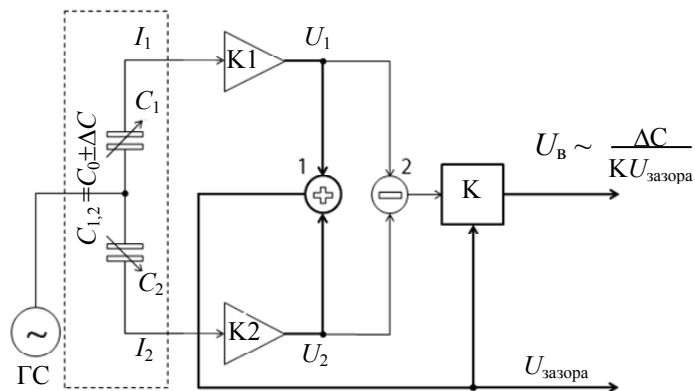 I₁
K1
U₁
C₁
C₁,₂ = C₀ ± ΔC
1
2
K
Uв ~ ΔC / KUзазора
C₂
K2
~
ГС
I₂
U₂
Uзазора